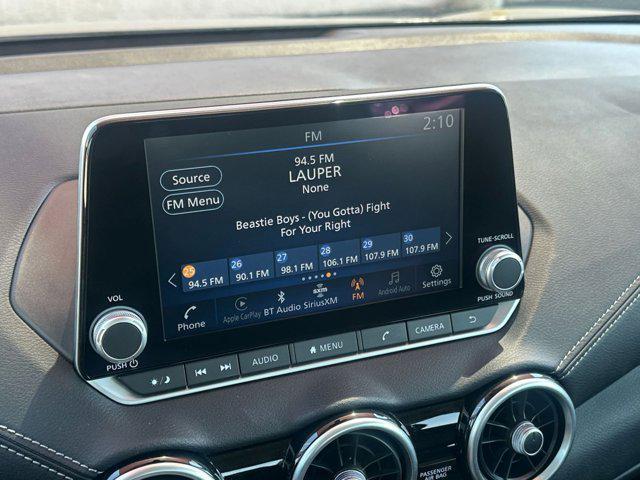 FM
2:10
94.5 FM
LAUPER
None
Source
FM Menu
Beastie Boys - (You Gotta) Fight
For Your Right
25 26 27 28 29 30
94.5 FM 90.1 FM 98.1 FM 106.1 FM 107.9 FM 107.9 FM
Phone Apple CarPlay BT Audio SiriusXM FM Android Auto Settings
sxm
VOL
PUSH
TUNE·SCROLL
PUSH SOUND
AUDIO
MENU
CAMERA
PASSENGER
AIR BAG